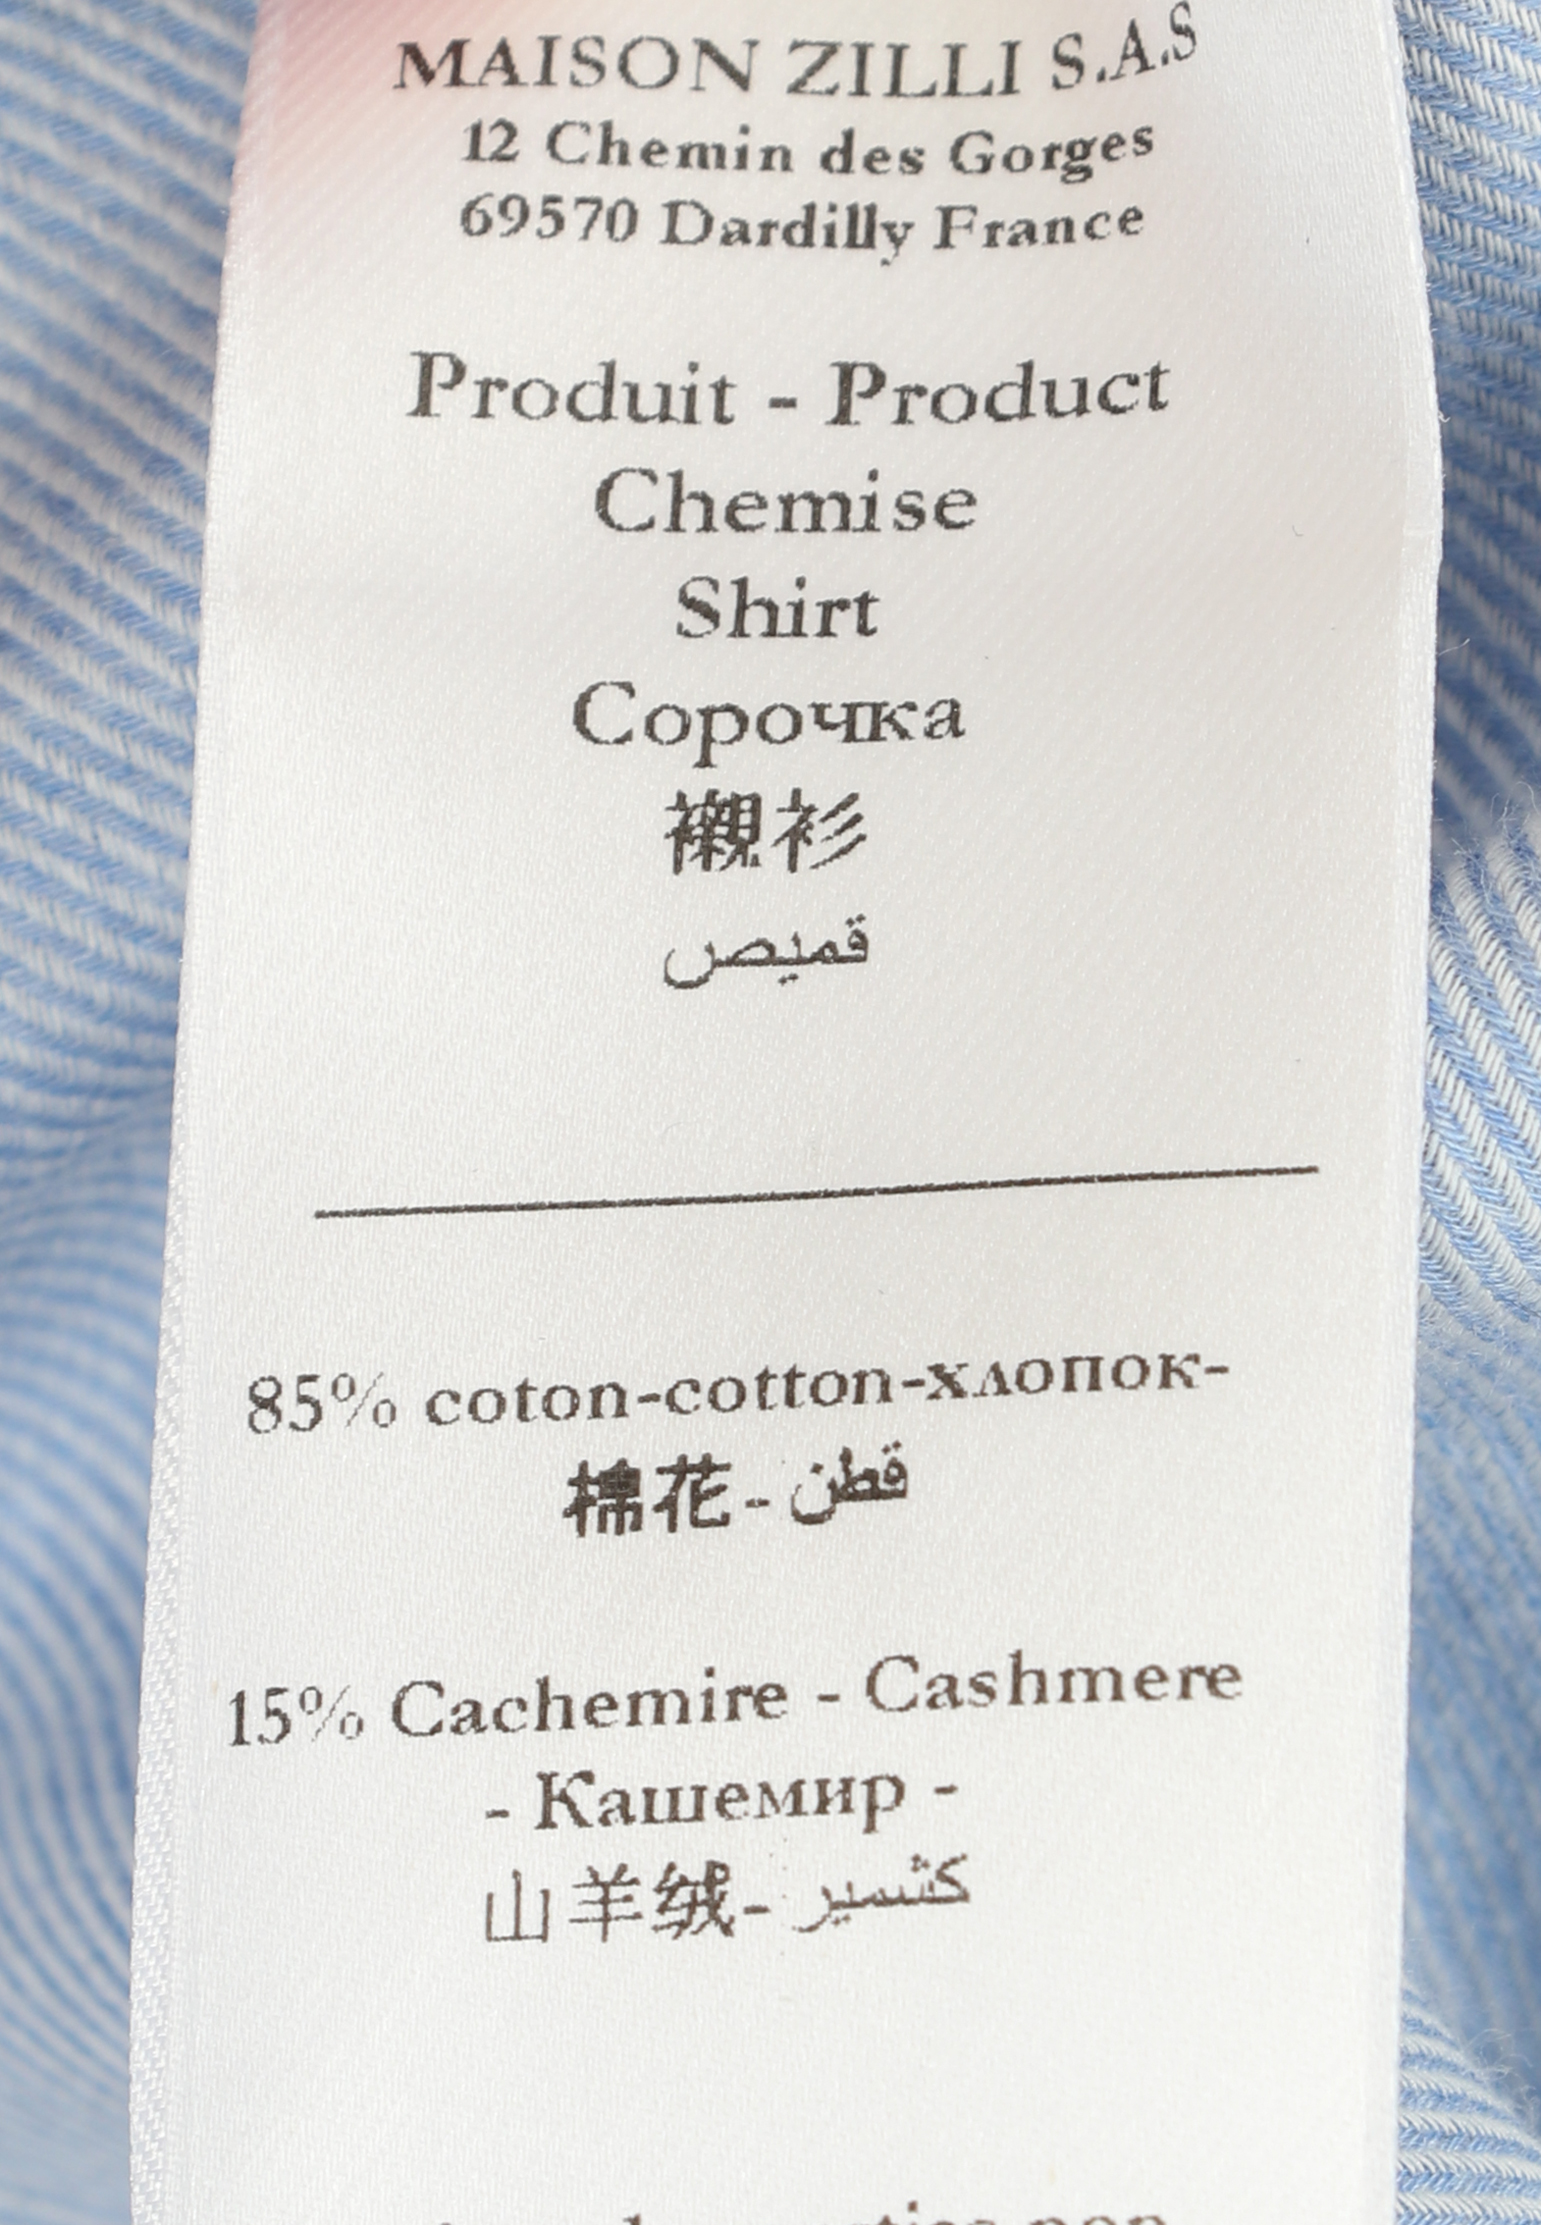 MAISON ZILLI S.A.S
12 Chemin des Gorges
69570 Dardilly France
Produit - Product
Chemise
Shirt
Сорочка
襯衫
قميص
85% coton-cotton-хлопок-
棉花- قطن
15% Cachemire - Cashmere
- Кашемир -
山羊绒- كشمير